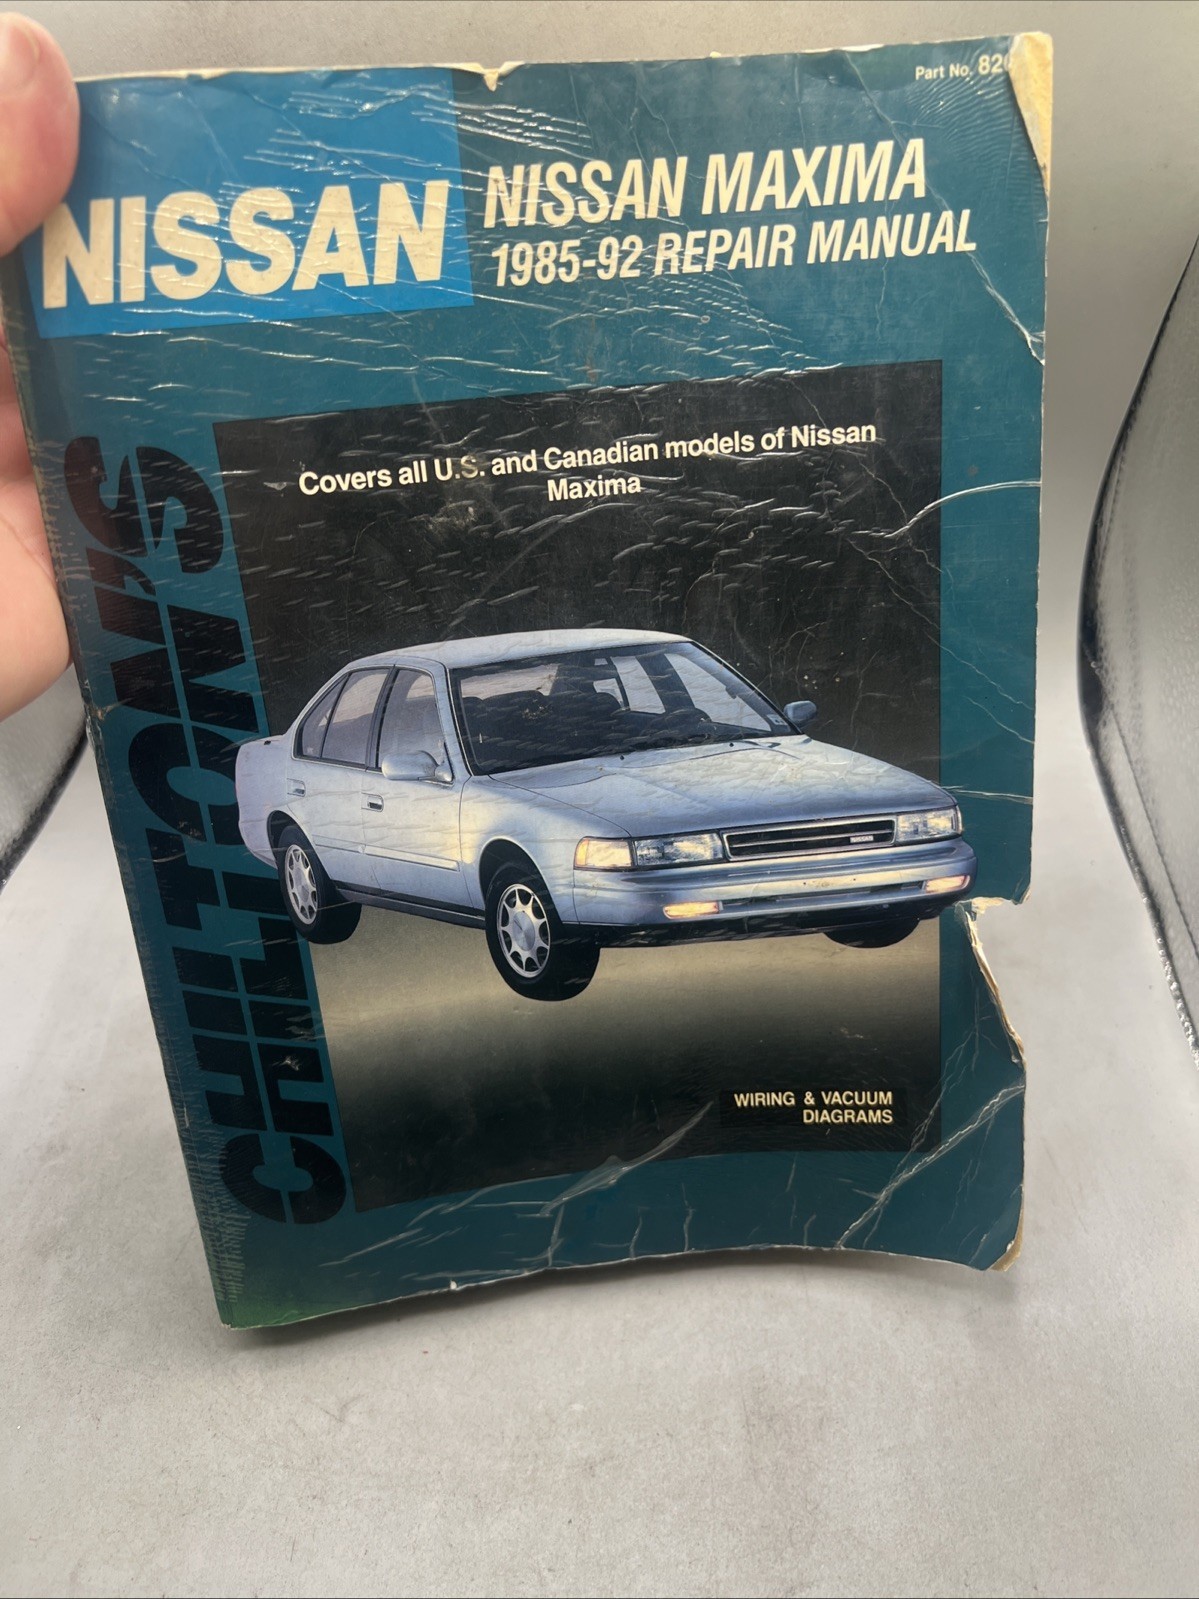 Part No.
NISSAN
NISSAN MAXIMA
1985-92 REPAIR MANUAL
Covers all U.S. and Canadian models of Nissan
Maxima
CHILTON'S
NISSAN
WIRING & VACUUM
DIAGRAMS